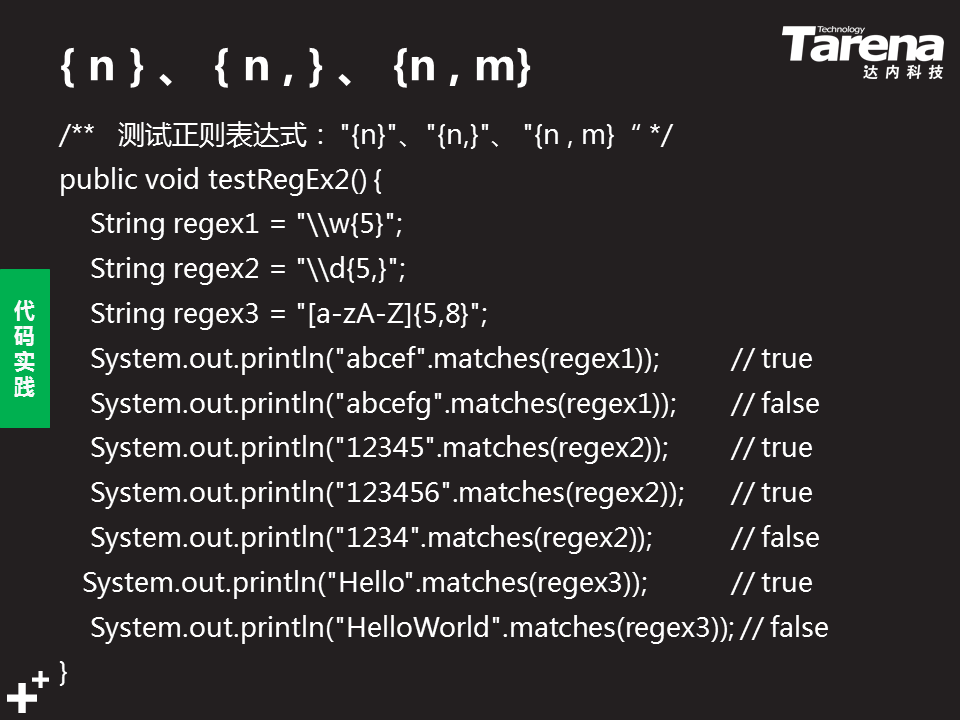 { n } 、 { n , } 、 {n , m}
Technology
Tarena
达内科技
/** 测试正则表达式： "{n}"、"{n,}"、 "{n , m}“ */
public void testRegEx2() {
String regex1 = "\\w{5}";
String regex2 = "\\d{5,}";
String regex3 = "[a-zA-Z]{5,8}";
System.out.println("abcef".matches(regex1)); // true
System.out.println("abcefg".matches(regex1)); // false
System.out.println("12345".matches(regex2)); // true
System.out.println("123456".matches(regex2)); // true
System.out.println("1234".matches(regex2)); // false
System.out.println("Hello".matches(regex3)); // true
System.out.println("HelloWorld".matches(regex3)); // false
}
代码实践